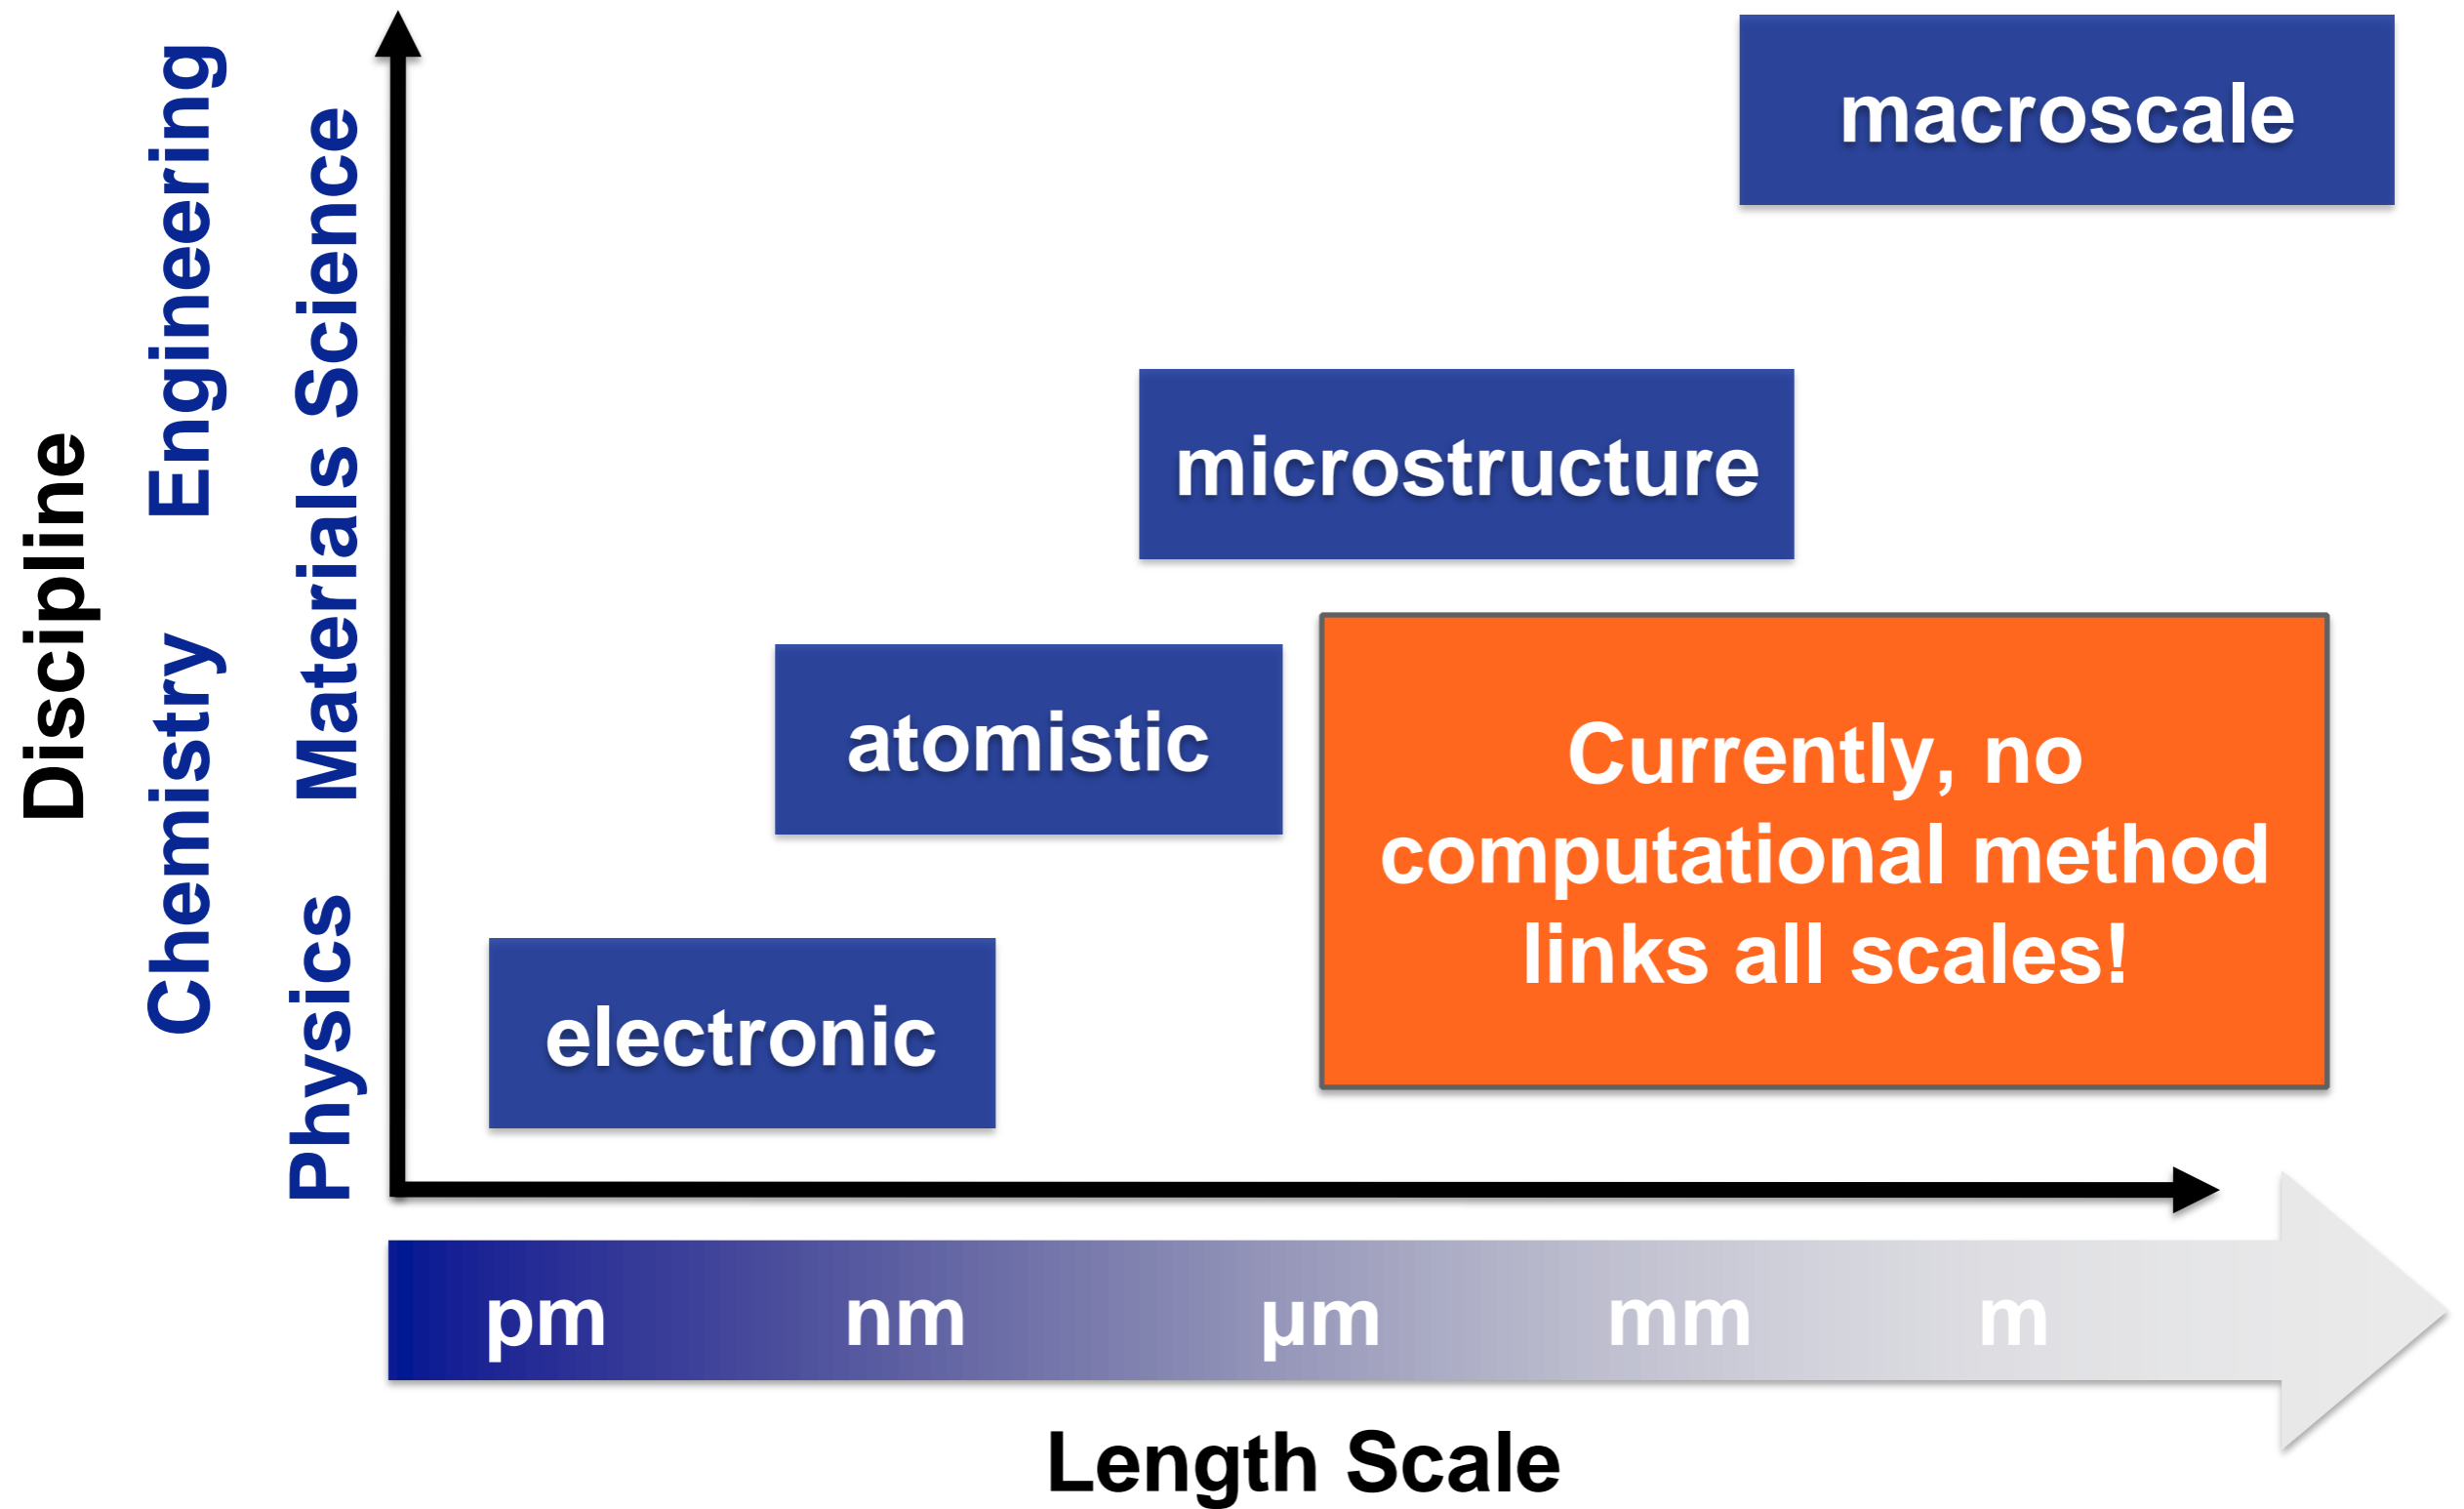 Discipline
Chemistry Engineering
Physics Materials Science
macroscale
microstructure
atomistic
electronic
Currently, no
computational method
links all scales!
pm nm µm mm m
Length Scale